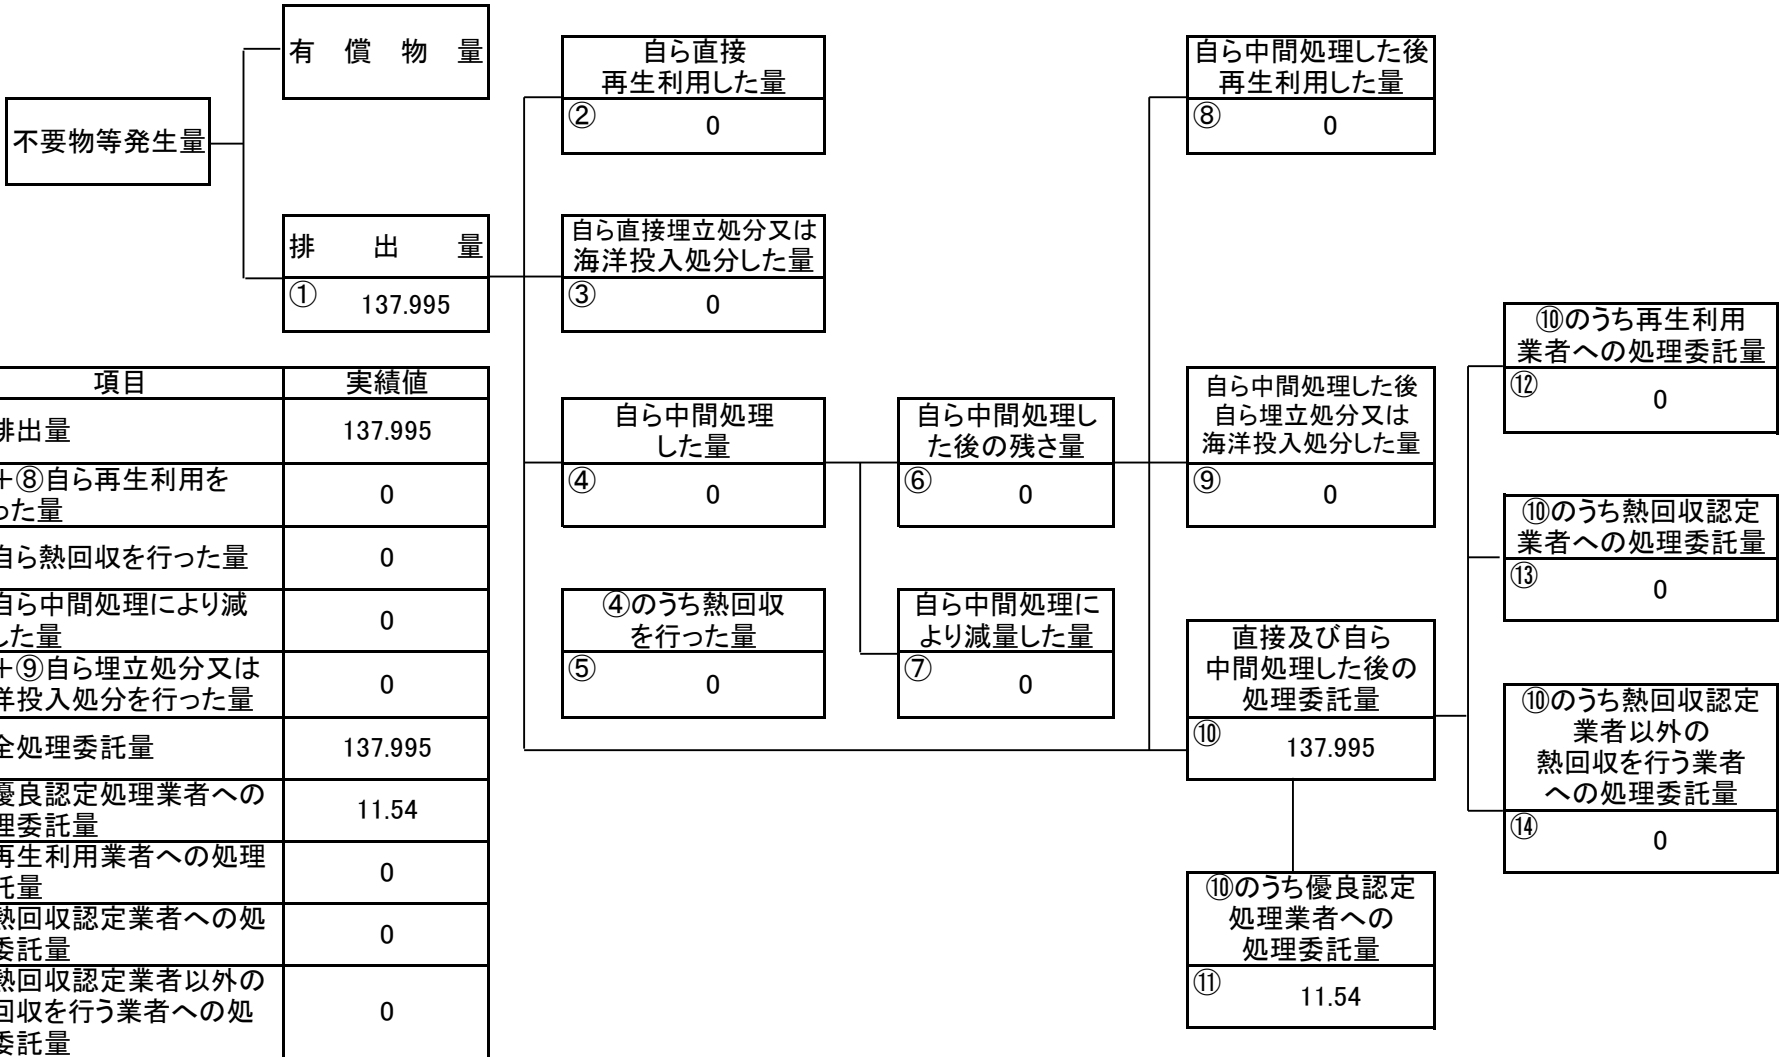 有償物量
不要物等発生量
排出量
① 137.995
自ら直接
再生利用した量
② 0
自ら直接埋立処分又は
海洋投入処分した量
③ 0
自ら中間処理
した量
④ 0
④のうち熱回収
を行った量
⑤ 0
自ら中間処理し
た後の残さ量
⑥ 0
自ら中間処理に
より減量した量
⑦ 0
自ら中間処理した後
再生利用した量
⑧ 0
自ら中間処理した後
自ら埋立処分又は
海洋投入処分した量
⑨ 0
直接及び自ら
中間処理した後の
処理委託量
⑩ 137.995
⑩のうち優良認定
処理業者への
処理委託量
⑪ 11.54
⑩のうち再生利用
業者への処理委託量
⑫ 0
⑩のうち熱回収認定
業者への処理委託量
⑬ 0
⑩のうち熱回収認定
業者以外の
熱回収を行う業者
への処理委託量
⑭ 0
項目 実績値
排出量 137.995
+⑧自ら再生利用を
った量 0
自ら熱回収を行った量 0
自ら中間処理により減
した量 0
+⑨自ら埋立処分又は
洋投入処分を行った量 0
全処理委託量 137.995
優良認定処理業者への
理委託量 11.54
再生利用業者への処理
託量 0
熱回収認定業者への処
委託量 0
熱回収認定業者以外の
回収を行う業者への処
委託量 0